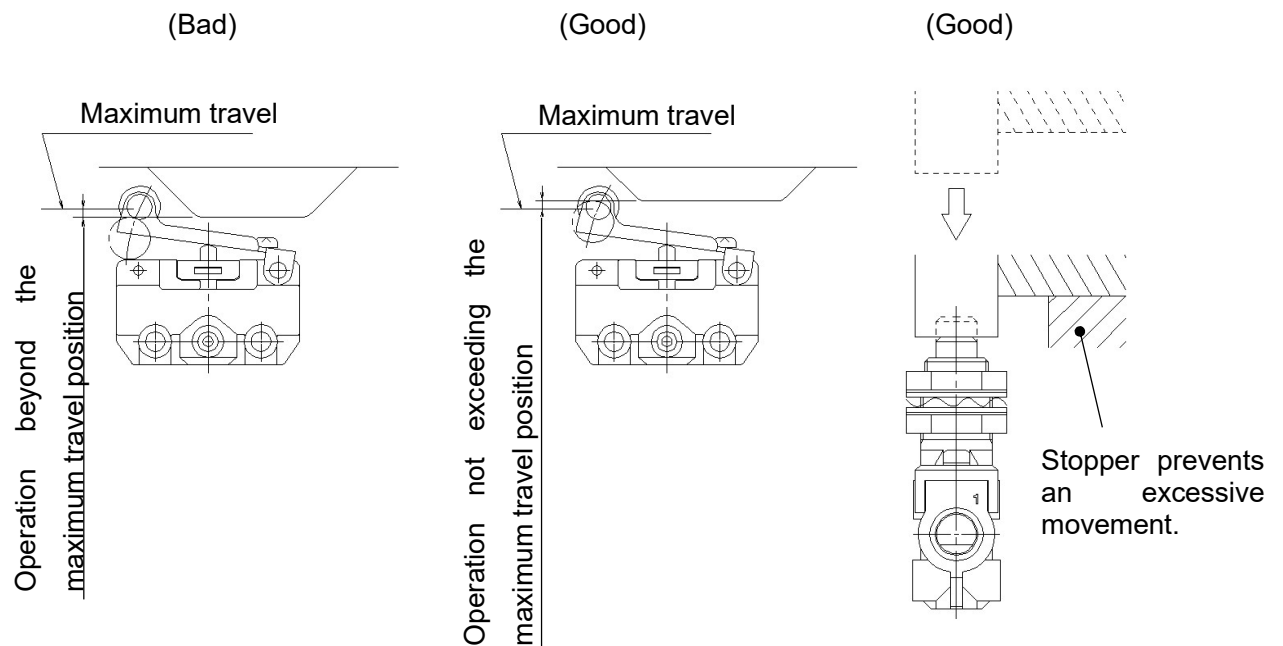 (Bad)
(Good)
(Good)
Maximum travel
Maximum travel
Operation beyond the
maximum travel position
Operation not exceeding the
maximum travel position
1
Stopper prevents
an excessive
movement.